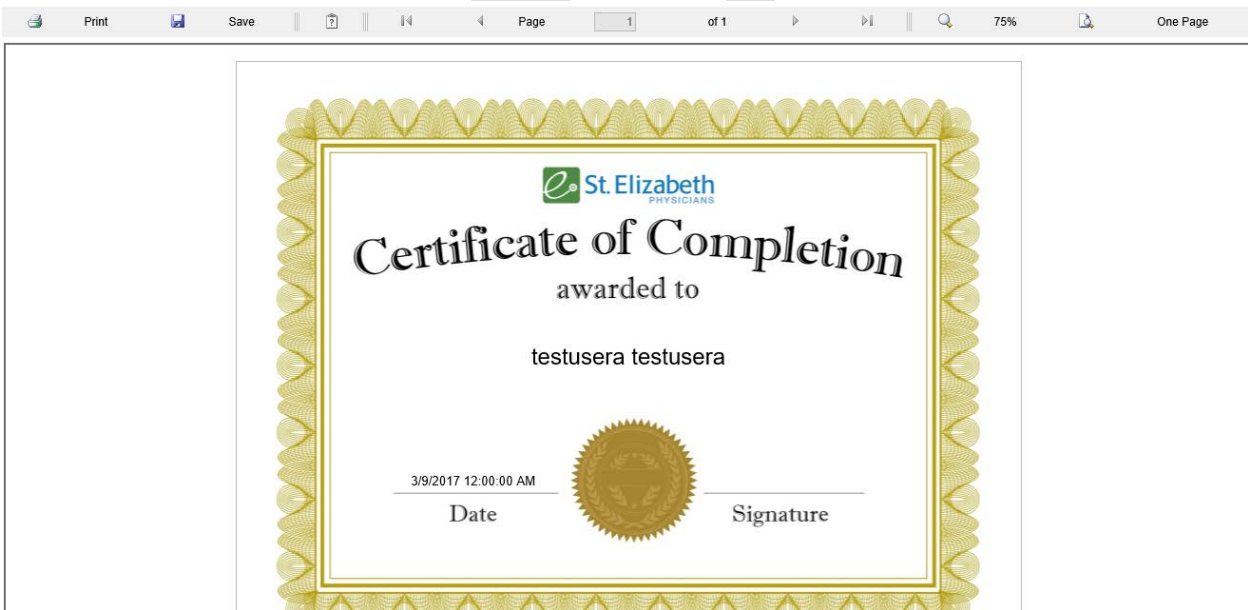 Print Save Page 1 of 1 75% One Page
St. Elizabeth
PHYSICIANS
Certificate of Completion
awarded to
testusera testusera
3/9/2017 12:00:00 AM
Date Signature